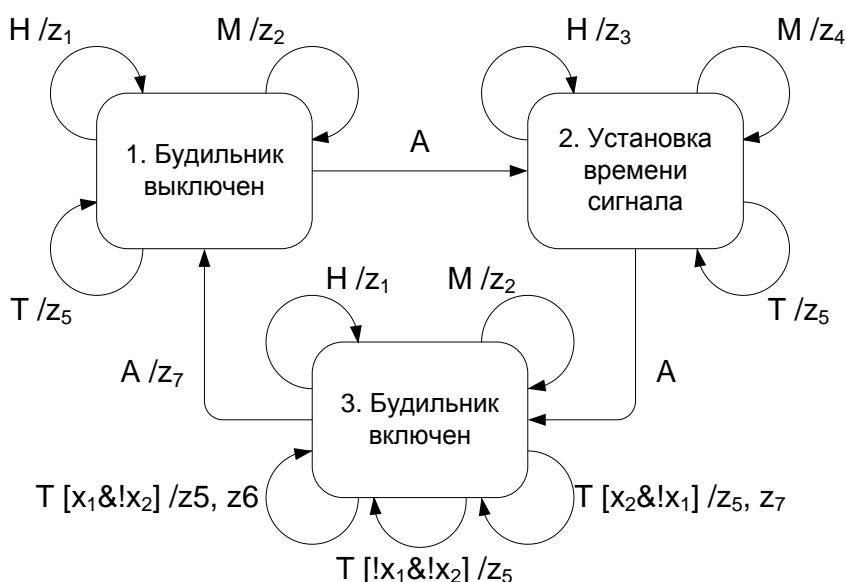 H /z₁
M /z₂
H /z₃
M /z₄
1. Будильник
выключен
A
2. Установка
времени
сигнала
T /z₅
H /z₁
M /z₂
T /z₅
A /z₇
A
3. Будильник
включен
T [x₁&!x₂] /z5, z6
T [x₂&!x₁] /z₅, z₇
T [!x₁&!x₂] /z₅